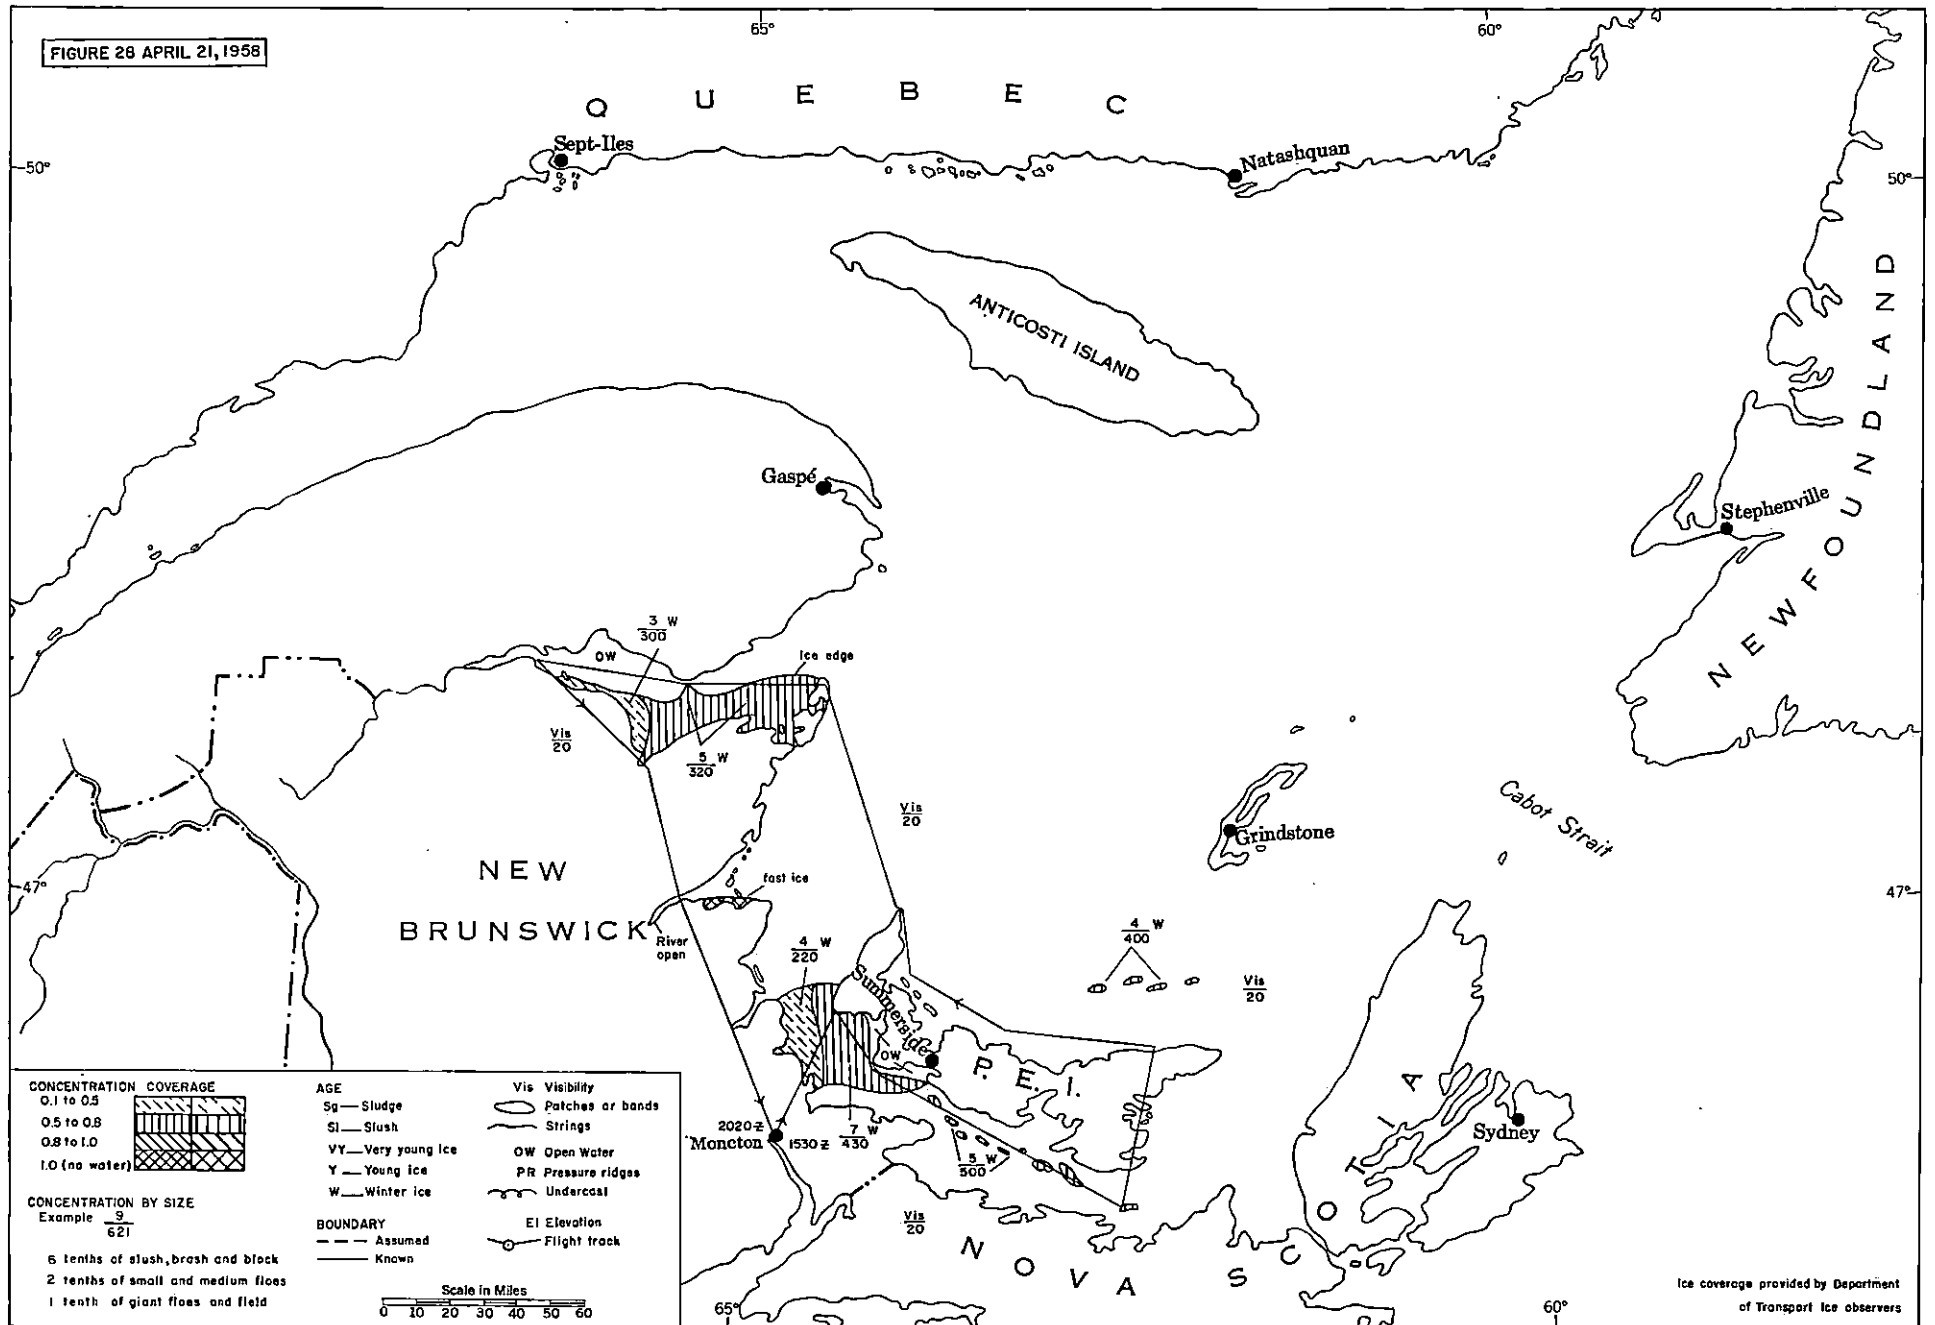 FIGURE 28 APRIL 21, 1958
65°
60°
QUEBEC
Sept-Iles
Natashquan
50°
50°
ANTICOSTI ISLAND
NEWFOUNDLAND
Gaspé
Stephenville
3 W
300
OW
Ice edge
Vis
20
5 W
320
Vis
20
Cabot Strait
Grindstone
NEW
BRUNSWICK
47°
47°
fast ice
River
open
4 W
220
4 W
400
Vis
20
Summerside
OW
P.E.I.
2020 Z
Moncton
1530 Z
7 W
430
5 W
500
Vis
20
Sydney
NOVA SCOTIA
CONCENTRATION COVERAGE
0.1 to 0.5
0.5 to 0.8
0.8 to 1.0
1.0 (no water)
CONCENTRATION BY SIZE
Example 9
621
6 tenths of slush, brash and block
2 tenths of small and medium floes
1 tenth of giant floes and field
AGE
Sg — Sludge
Sl — Slush
VY — Very young ice
Y — Young ice
W — Winter ice
BOUNDARY
Assumed
Known
Vis Visibility
Patches or bands
Strings
OW Open Water
PR Pressure ridges
Undercast
El Elevation
Flight track
Scale in Miles
0 10 20 30 40 50 60
65°
60°
Ice coverage provided by Department
of Transport Ice observers